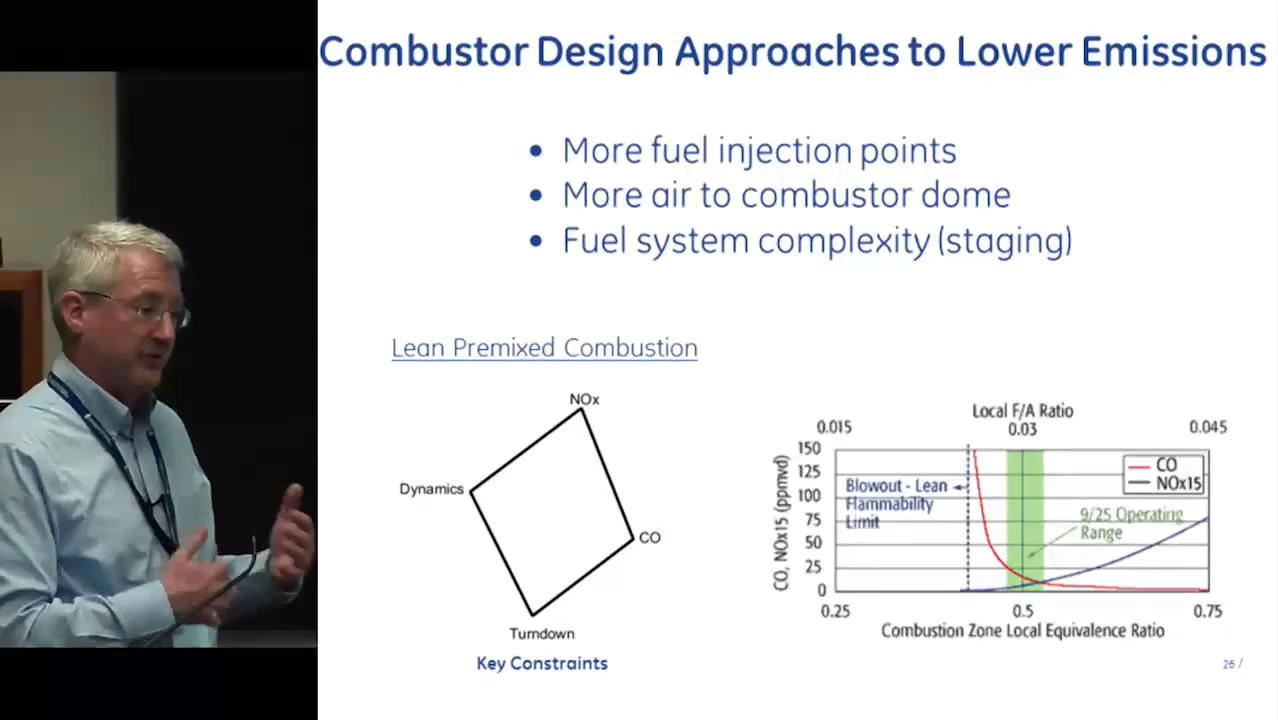 Combustor Design Approaches to Lower Emissions
• More fuel injection points
• More air to combustor dome
• Fuel system complexity (staging)
Lean Premixed Combustion
NOx
Dynamics
CO
Turndown
Key Constraints
Local F/A Ratio
0.015 0.03 0.045
150
125
100
75
50
25
0
CO, NOx15 (ppmvd)
CO
NOx15
Blowout - Lean
Flammability
Limit
9/25 Operating
Range
0.25 0.5 0.75
Combustion Zone Local Equivalence Ratio
26 /